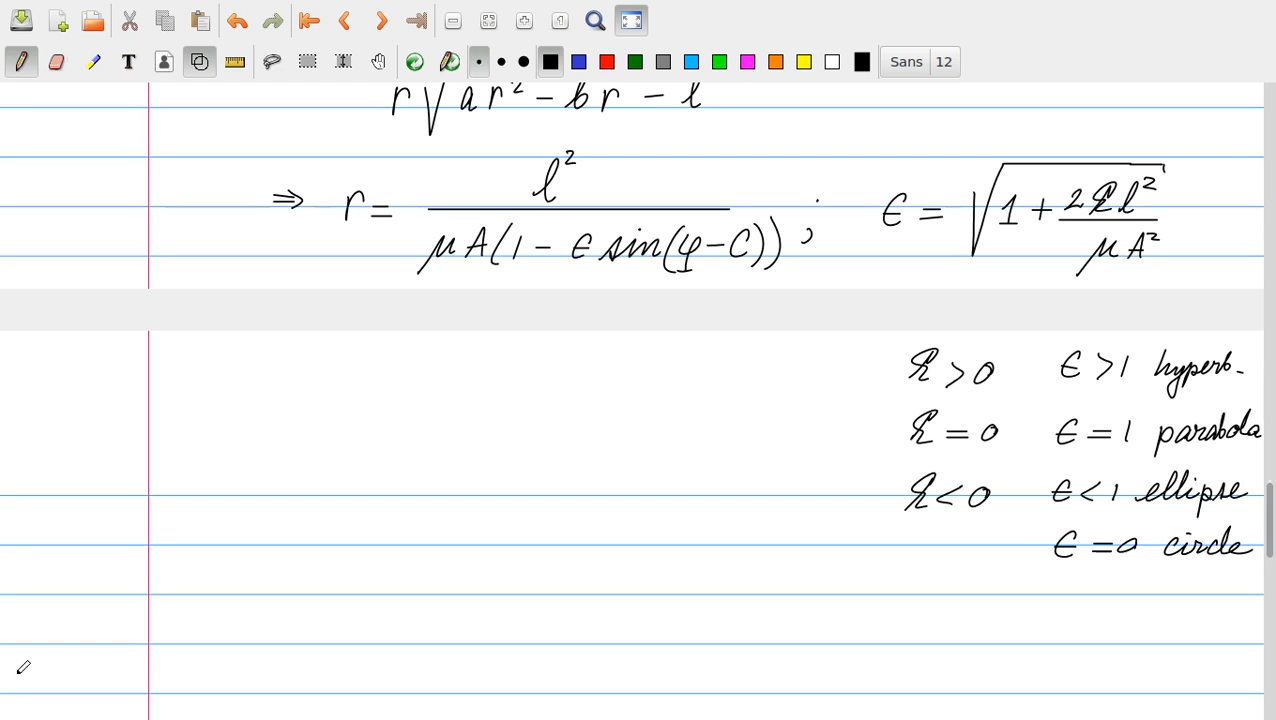 Sans 12
r√(ar² - br - l
⇒ r = l² / μA(1 - ϵ sin(φ - C)) ; ϵ = √(1 + 2El² / μA²)
E > 0 ϵ > 1 hyperb.
E = 0 ϵ = 1 parabola
E < 0 ϵ < 1 ellipse
ϵ = 0 circle